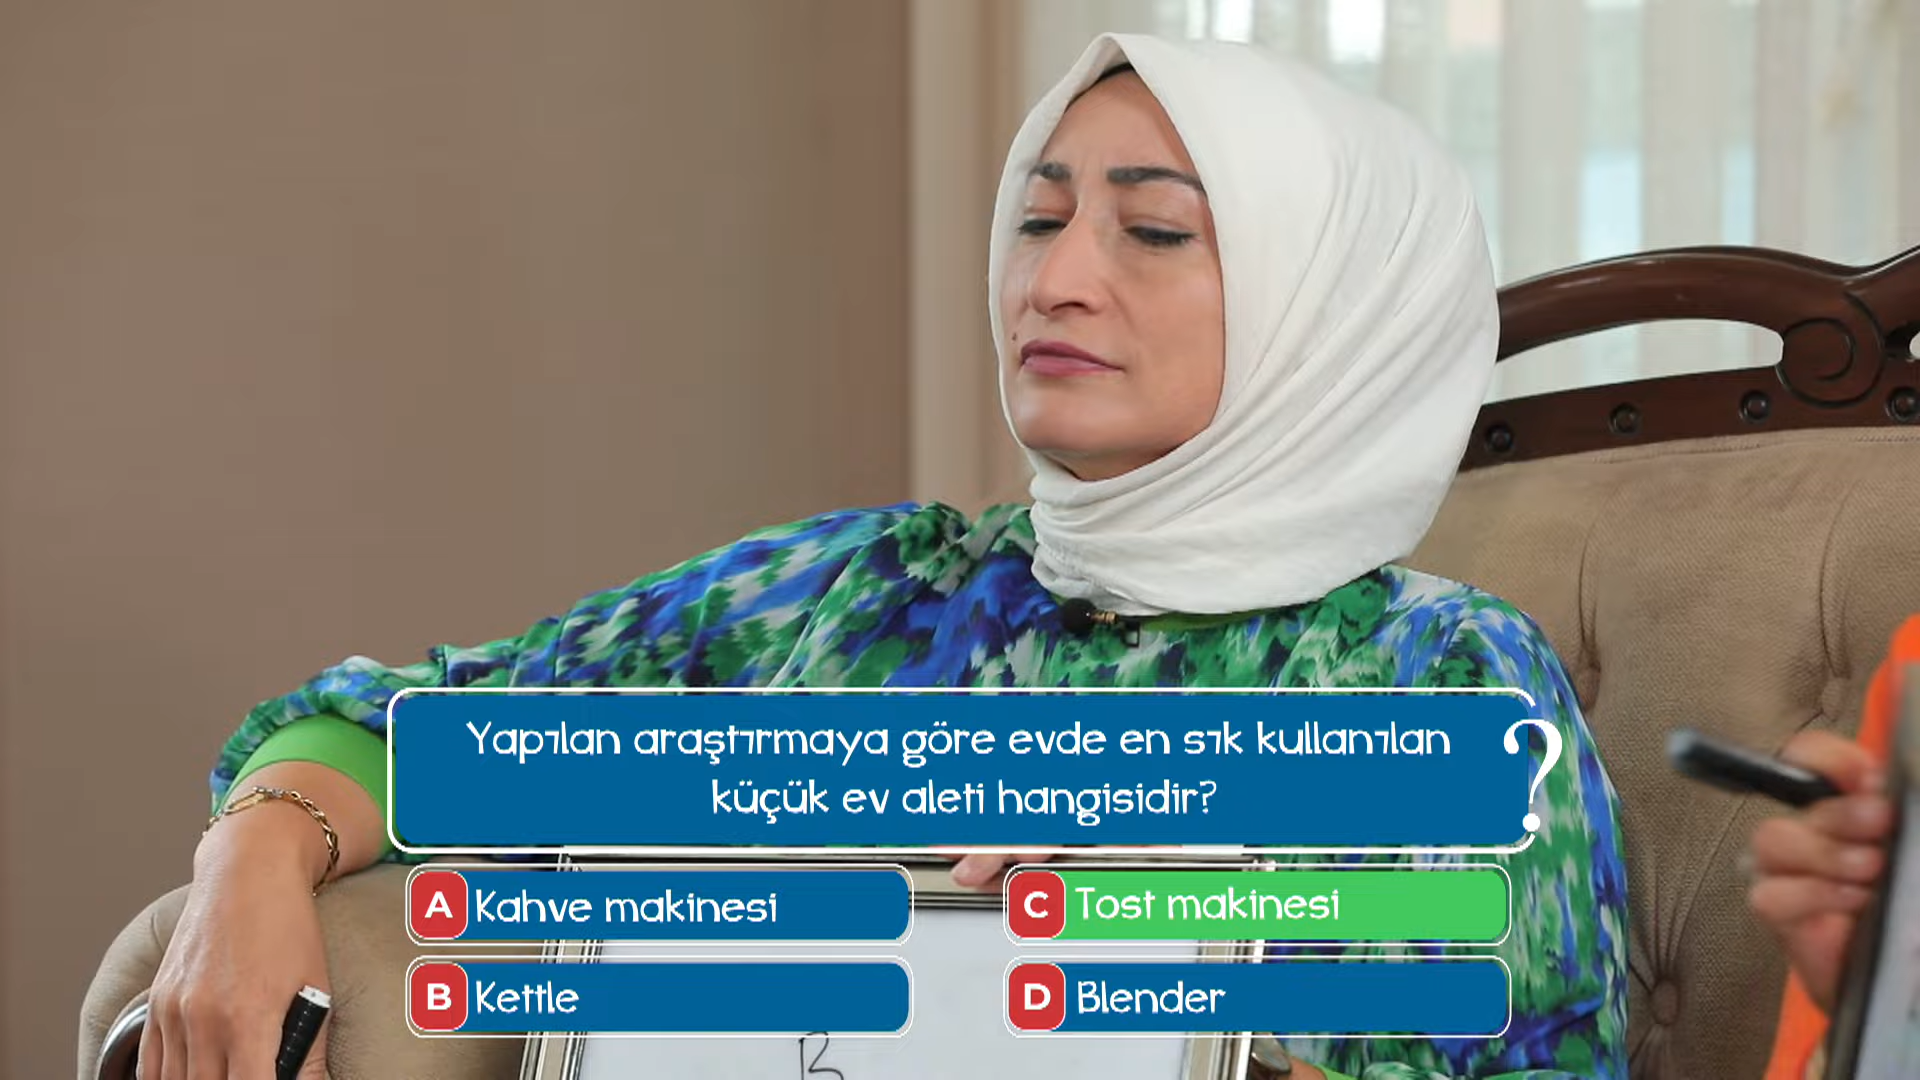 Yapılan araştırmaya göre evde en sık kullanılan
küçük ev aleti hangisidir?
?
A Kahve makinesi
C Tost makinesi
B Kettle
D Blender
B